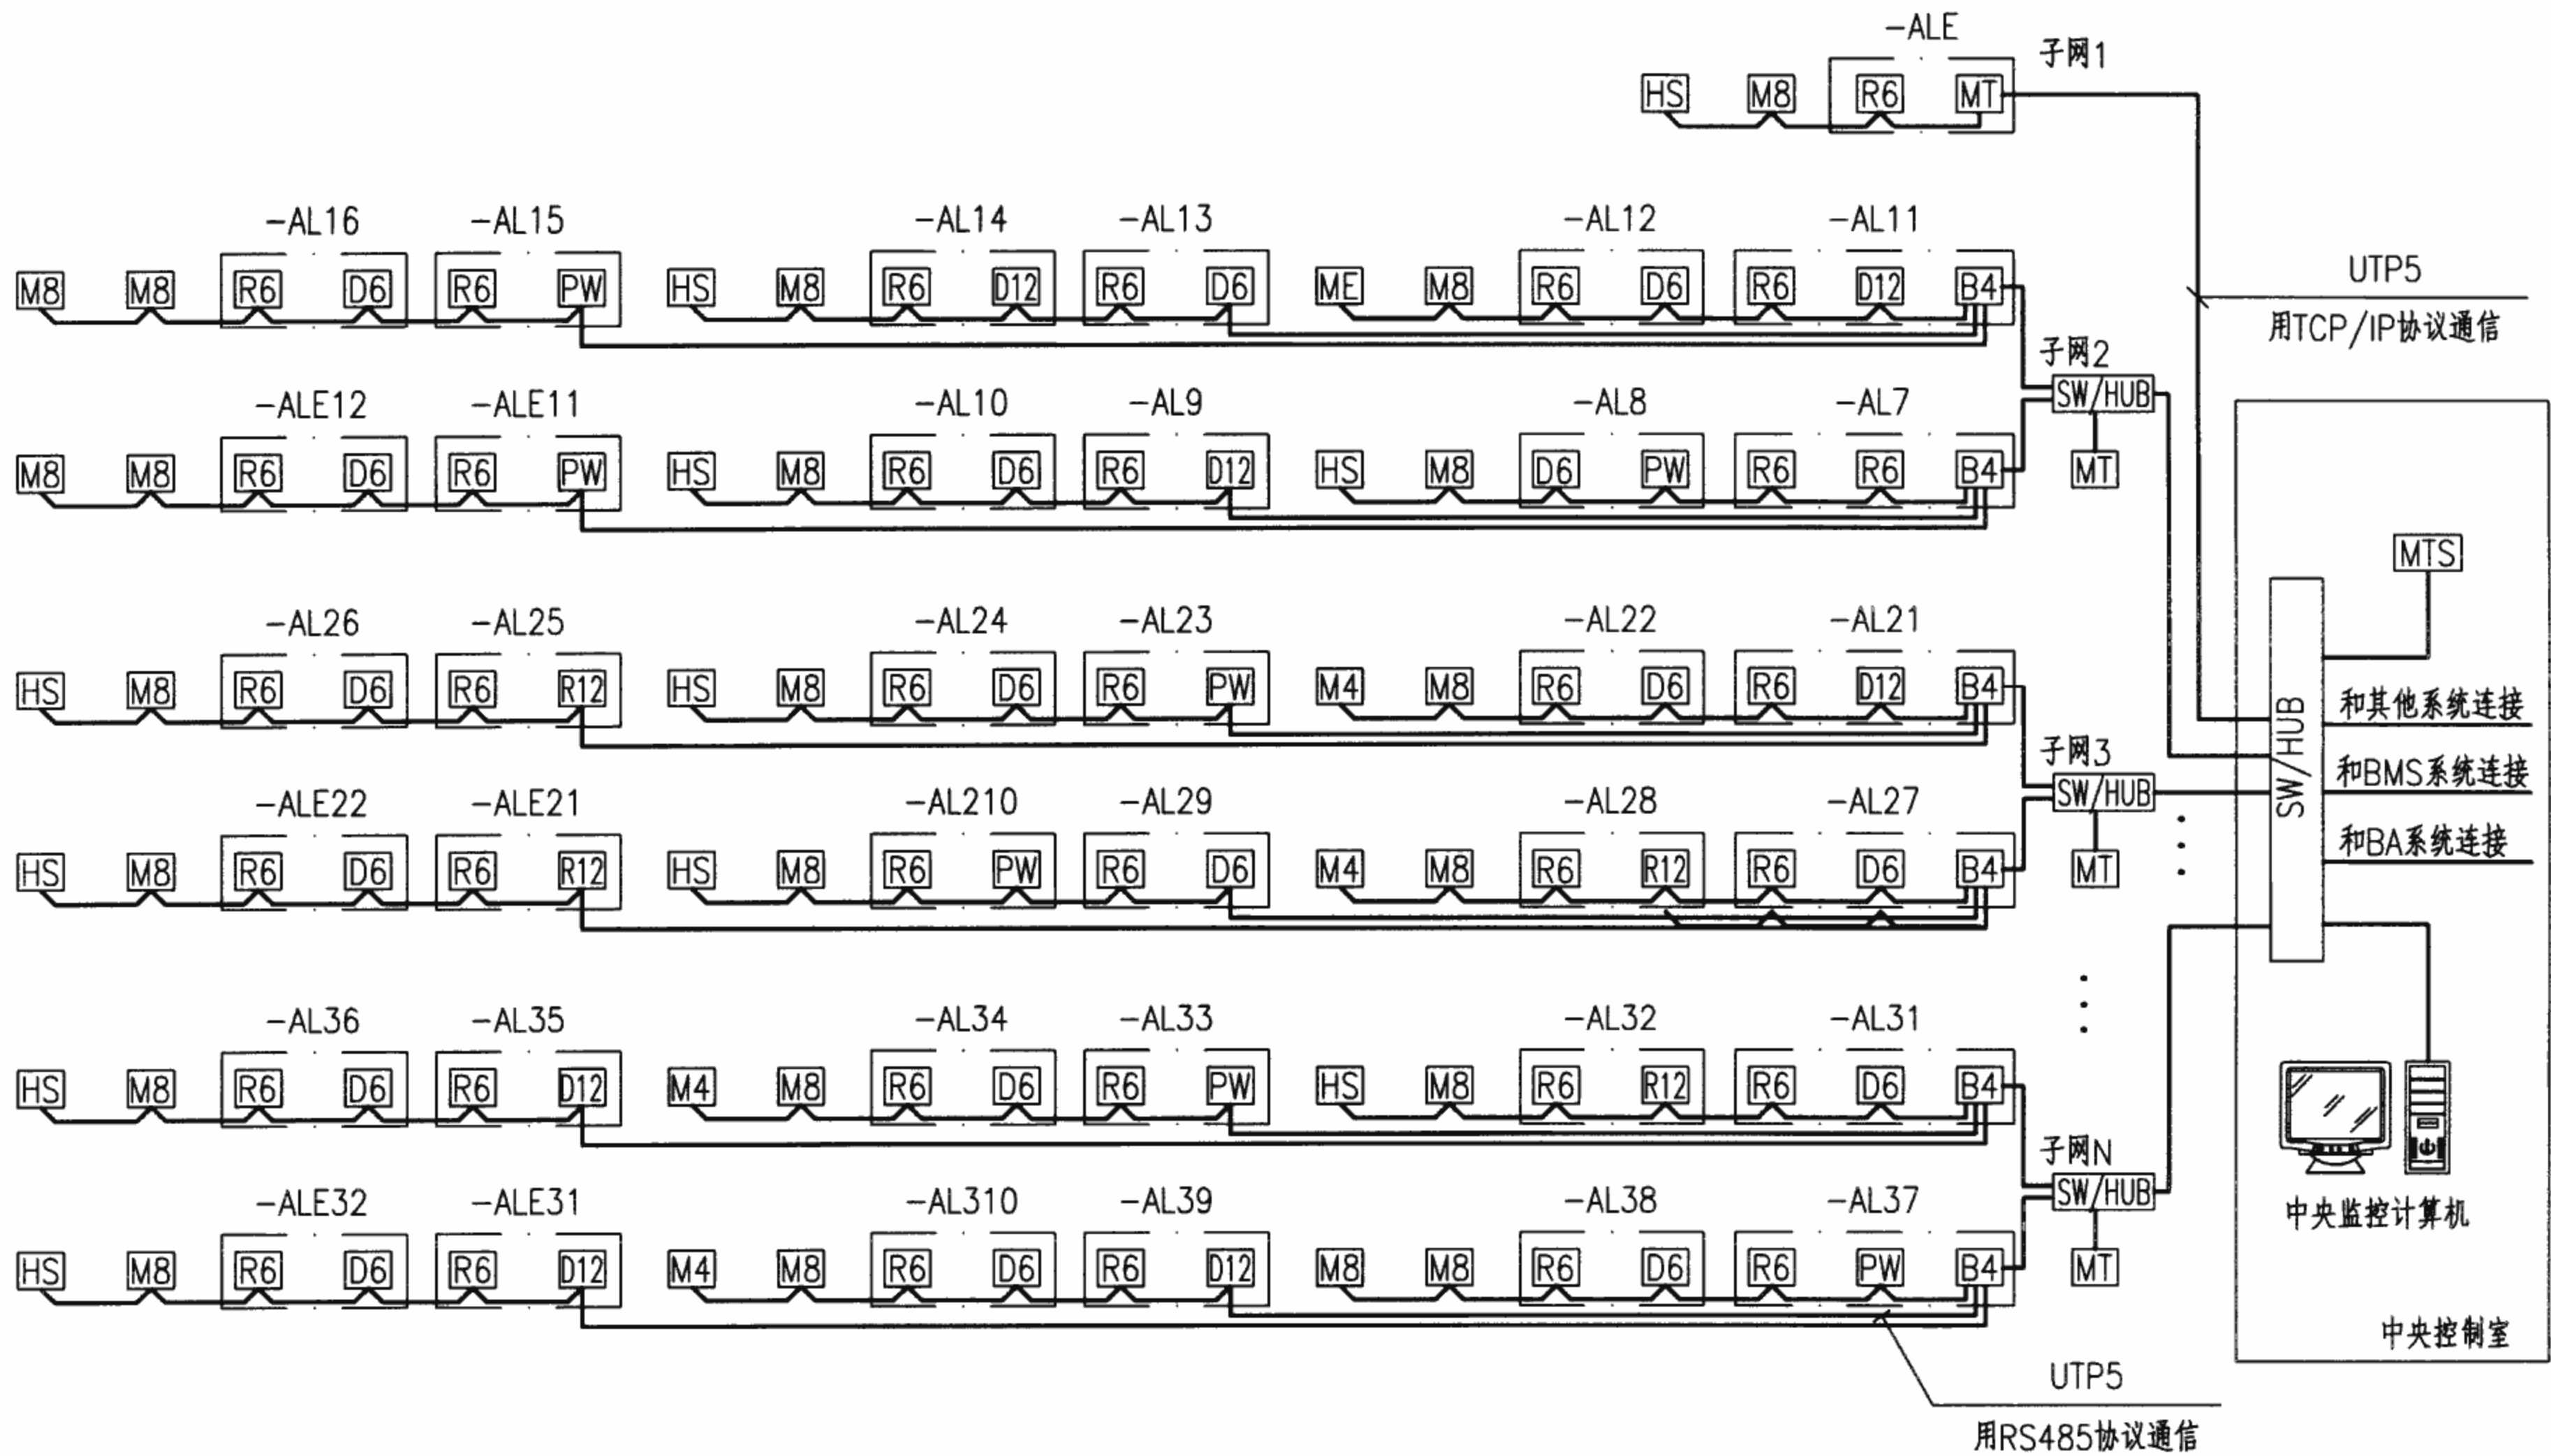 -ALE 子网1
HS M8 R6 MT
-AL16 -AL15 -AL14 -AL13 -AL12 -AL11
M8 M8 R6 D6 R6 PW HS M8 R6 D12 R6 D6 ME M8 R6 D6 R6 D12 B4
UTP5
用TCP/IP协议通信
子网2
SW/HUB
-ALE12 -ALE11 -AL10 -AL9 -AL8 -AL7
M8 M8 R6 D6 R6 PW HS M8 R6 D6 R6 D12 HS M8 D6 PW R6 R6 B4 MT
MTS
-AL26 -AL25 -AL24 -AL23 -AL22 -AL21
HS M8 R6 D6 R6 R12 HS M8 R6 D6 R6 PW M4 M8 R6 D6 R6 D12 B4
和其他系统连接
SW/HUB
子网3
SW/HUB
和BMS系统连接
-ALE22 -ALE21 -AL210 -AL29 -AL28 -AL27
和BA系统连接
HS M8 R6 D6 R6 R12 HS M8 R6 PW R6 D6 M4 M8 R6 R12 R6 D6 B4 MT
-AL36 -AL35 -AL34 -AL33 -AL32 -AL31
HS M8 R6 D6 R6 D12 M4 M8 R6 D6 R6 PW HS M8 R6 R12 R6 D6 B4
子网N
SW/HUB
中央监控计算机
-ALE32 -ALE31 -AL310 -AL39 -AL38 -AL37
HS M8 R6 D6 R6 D12 M4 M8 R6 D6 R6 D12 M8 M8 R6 D6 R6 PW B4 MT
中央控制室
UTP5
用RS485协议通信